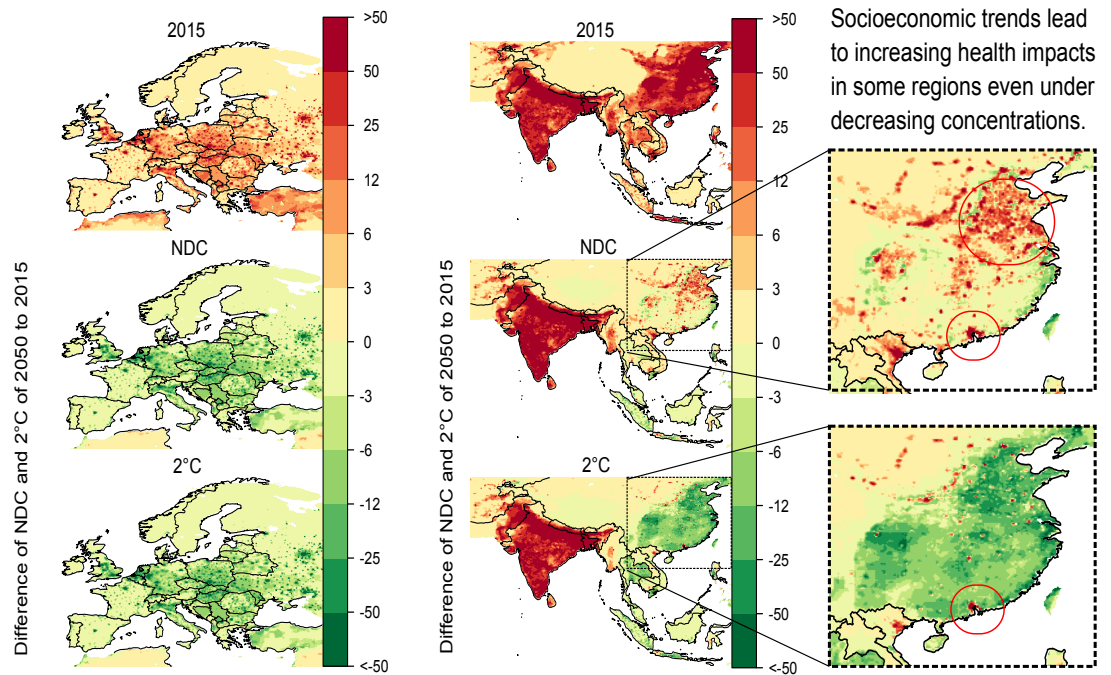 Difference of NDC and 2°C of 2050 to 2015
2015
NDC
2°C
>50
50
25
12
6
3
0
-3
-6
-12
-25
-50
<-50
Difference of NDC and 2°C of 2050 to 2015
2015
NDC
2°C
>50
50
25
12
6
3
0
-3
-6
-12
-25
-50
<-50
Socioeconomic trends lead
to increasing health impacts
in some regions even under
decreasing concentrations.